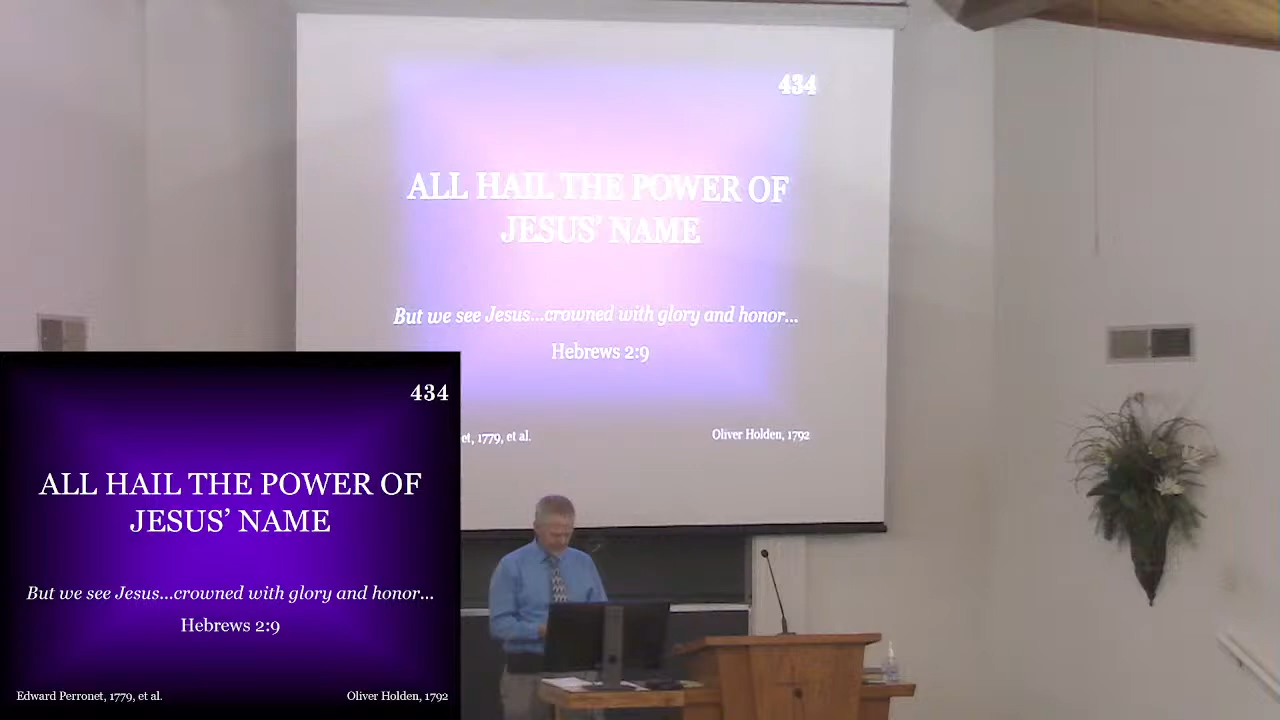 434
ALL HAIL THE POWER OF
JESUS' NAME
But we see Jesus...crowned with glory and honor...
Hebrews 2:9
et, 1779, et al.
Oliver Holden, 1792
434
ALL HAIL THE POWER OF
JESUS’ NAME
But we see Jesus...crowned with glory and honor...
Hebrews 2:9
Edward Perronet, 1779, et al.
Oliver Holden, 1792